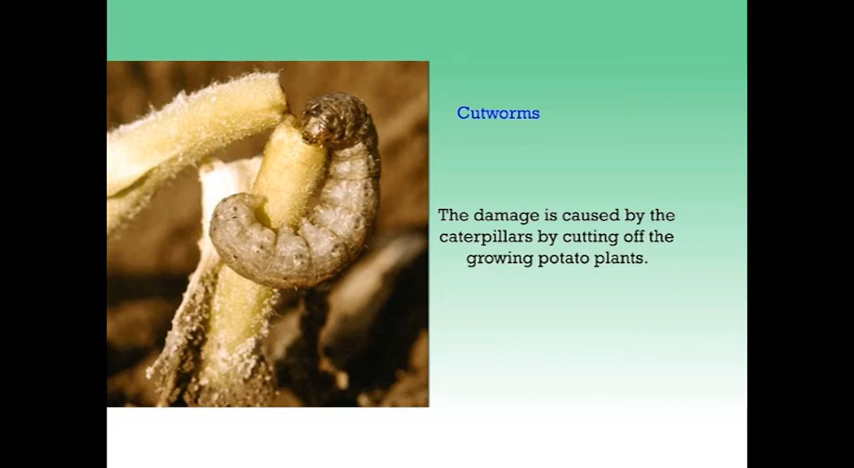 Cutworms
The damage is caused by the
caterpillars by cutting off the
growing potato plants.